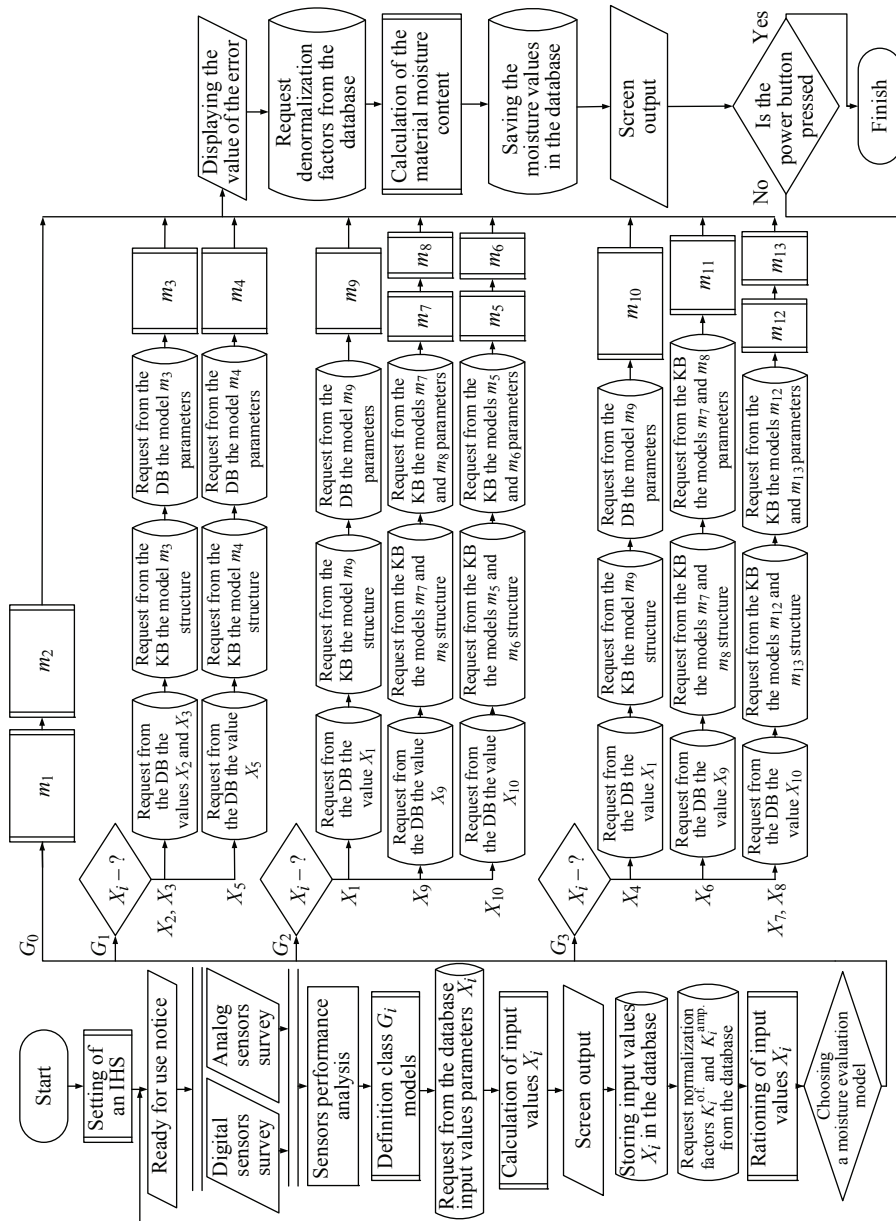 Start
Setting of
an IHS
Ready for use notice
Digital
sensors
survey
Analog
sensors
survey
Sensors performance
analysis
Definition class G_i
models
Request from the database
input values parameters X_i
Calculation of input
values X_i
Screen output
Storing input values
X_i in the database
Request normalization
factors K_i^of. and K_i^amp.
from the database
Rationing of input
values X_i
Choosing
a moisture evaluation
model
G_0
m_1
m_2
G_1
X_i – ?
X_2, X_3
Request from
the DB the
values X_2 and X_3
Request from the
KB the model m_3
structure
Request from the
DB the model m_3
parameters
m_3
X_5
Request from
the DB the value
X_5
Request from the
KB the model m_4
structure
Request from the
DB the model m_4
parameters
m_4
G_2
X_i – ?
X_1
Request from
the DB the
value X_1
Request from the
KB the model m_9
structure
Request from the
DB the model m_9
parameters
m_9
X_9
Request from
the DB the value
X_9
Request from the KB
the models m_7 and
m_8 structure
Request from the
KB the models m_7
and m_8 parameters
m_7
m_8
X_10
Request from
the DB the value
X_10
Request from the KB
the models m_5 and
m_6 structure
Request from the
KB the models m_5
and m_6 parameters
m_5
m_6
G_3
X_i – ?
X_4
Request from
the DB the
value X_1
Request from the
KB the model m_9
structure
Request from the
DB the model m_9
parameters
m_10
X_6
Request from
the DB the
value X_9
Request from the KB
the models m_7 and
m_8 structure
Request from the KB
the models m_7 and m_8
parameters
m_11
X_7, X_8
Request from
the DB the
value X_10
Request from the KB
the models m_12 and
m_13 structure
Request from the
KB the models m_12
and m_13 parameters
m_12
m_13
Displaying the
value of the error
Request
denormalization
factors from the
database
Calculation of the
material moisture
content
Saving the
moisture values
in the database
Screen
output
Is the
power button
pressed
No
Yes
Finish